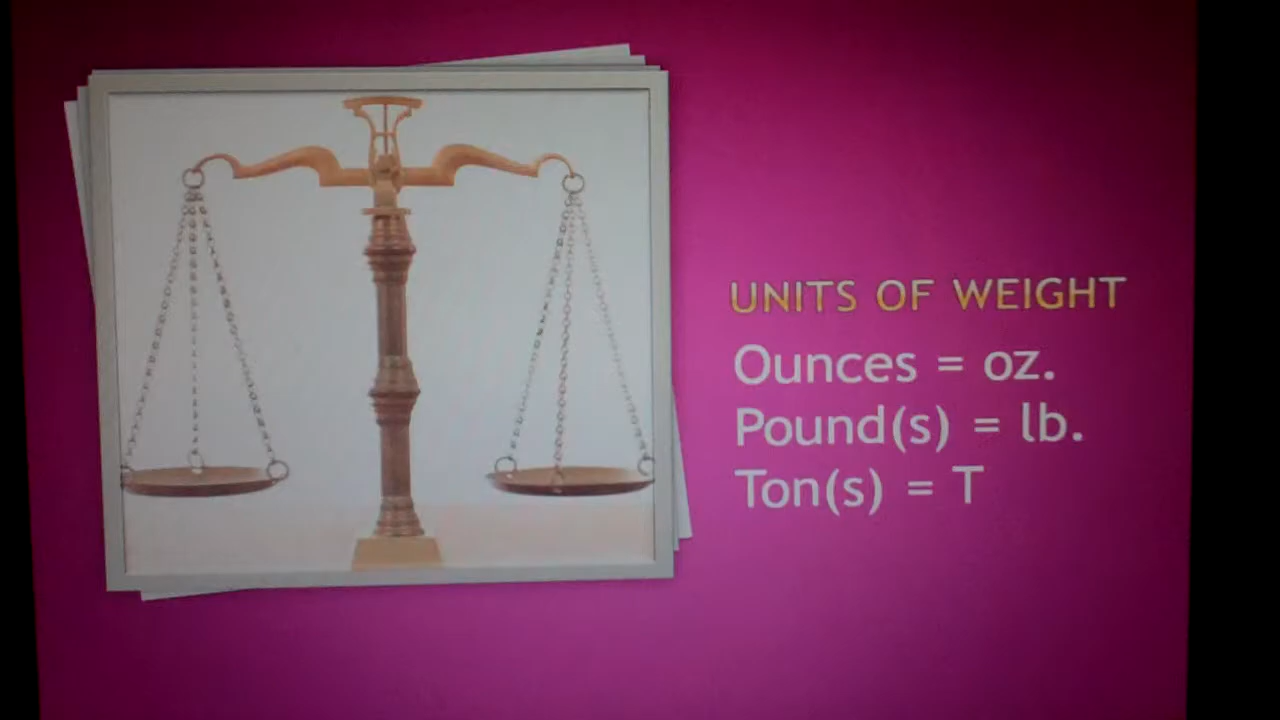 UNITS OF WEIGHT
Ounces = oz.
Pound(s) = lb.
Ton(s) = T